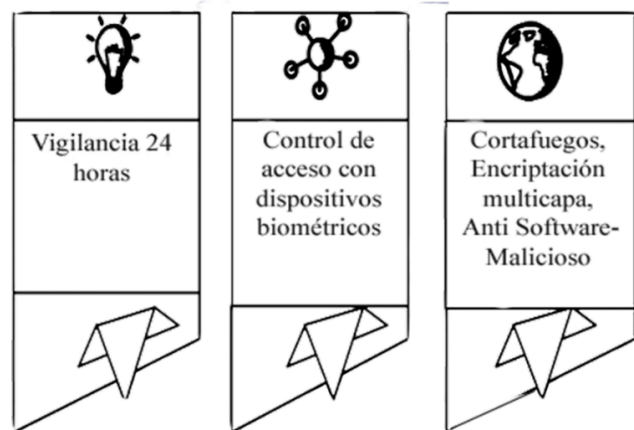 Vigilancia 24
horas
Control de
acceso con
dispositivos
biométricos
Cortafuegos,
Encriptación
multicapa,
Anti Software-
Malicioso